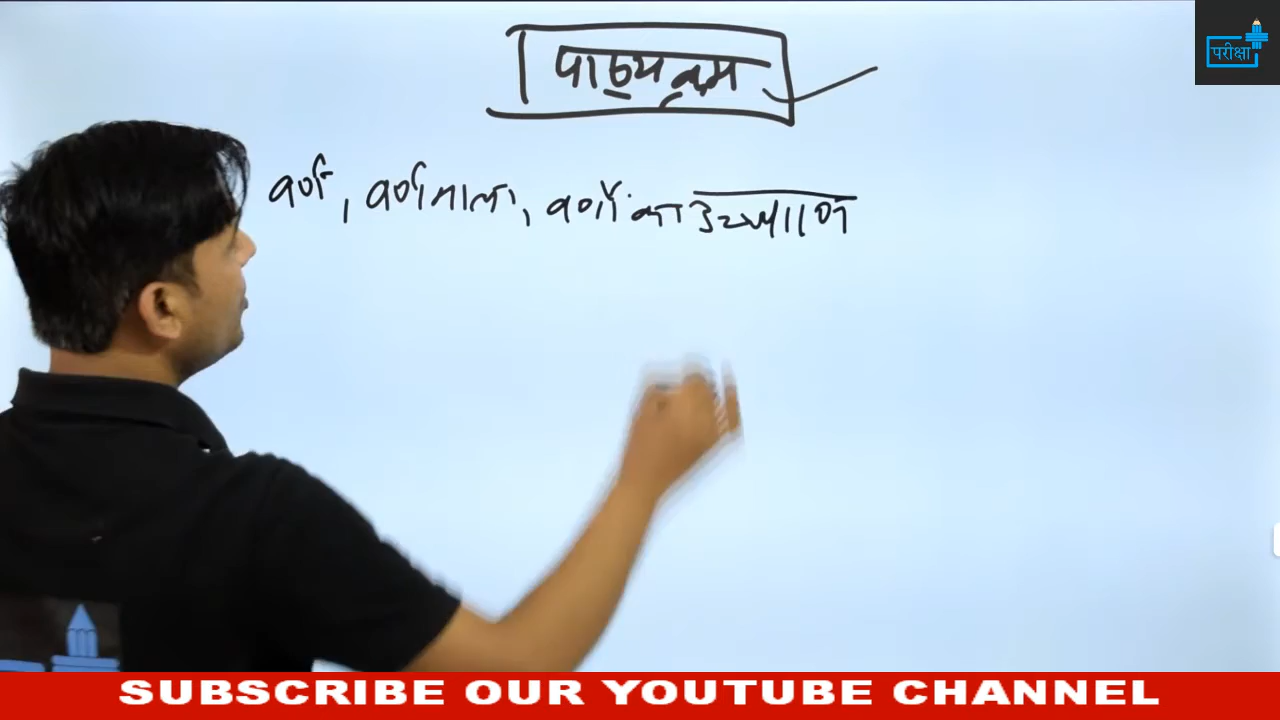 पाठ्यक्रम
परीक्षा
वर्ण, वर्णमाला, वर्णों का उच्चारण
SUBSCRIBE OUR YOUTUBE CHANNEL